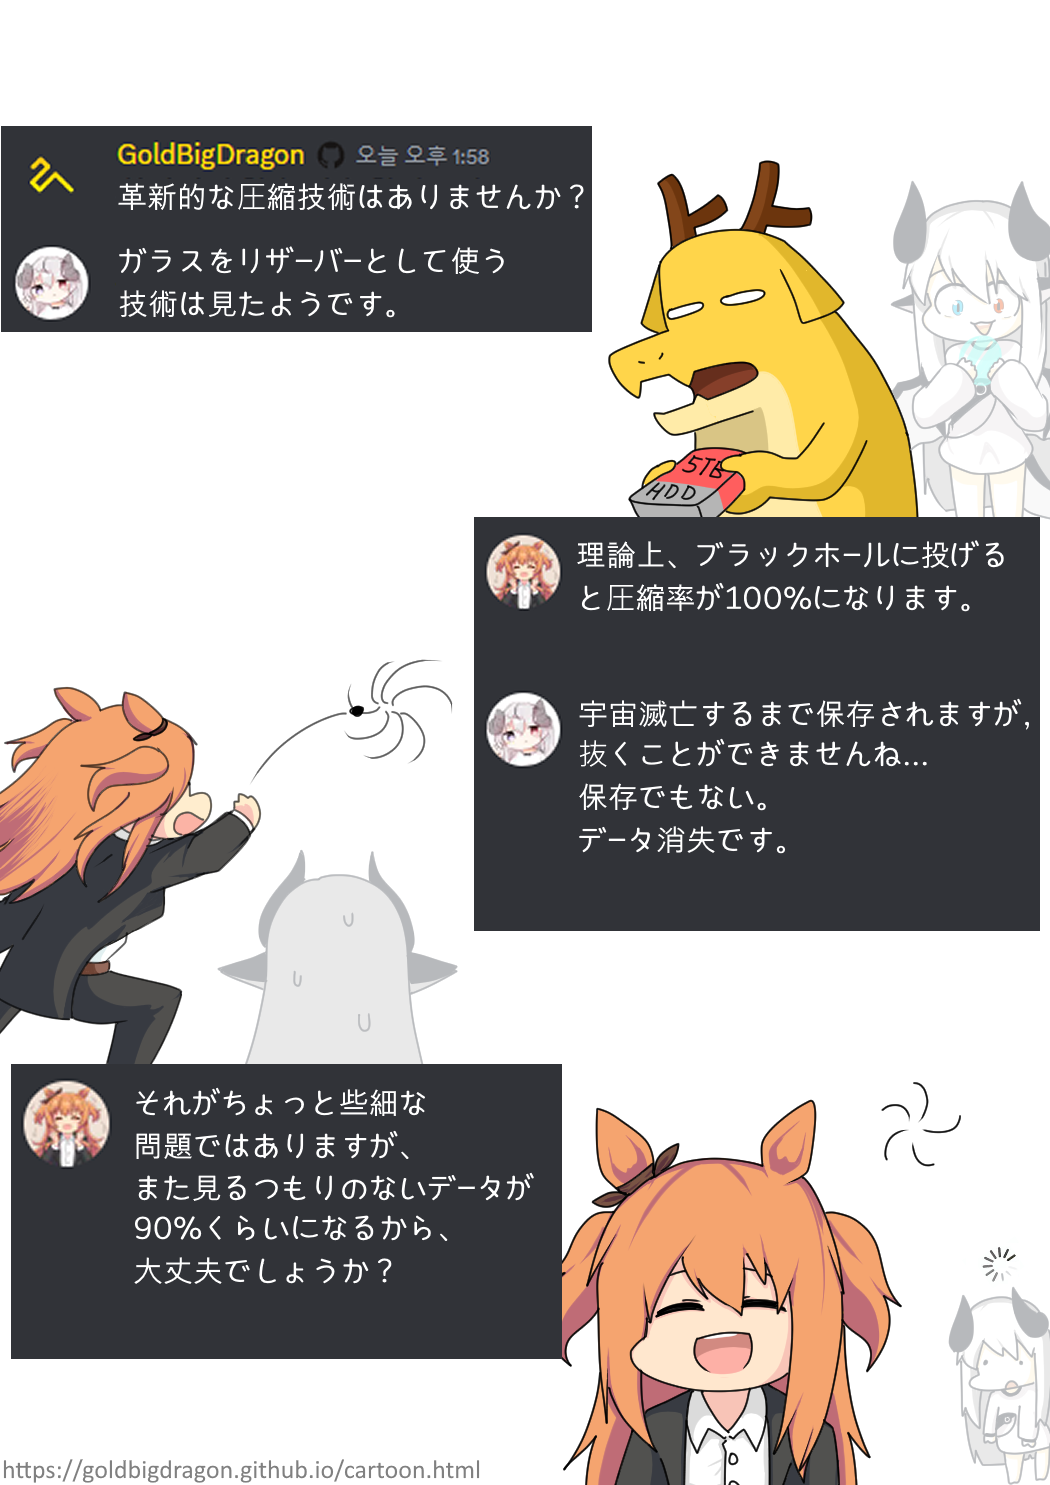 GoldBigDragon 오늘 오후 1:58
革新的な圧縮技術はありませんか？
ガラスをリザーバーとして使う
技術は見たようです。
5TB
HDD
理論上、ブラックホールに投げる
と圧縮率が100%になります。
宇宙滅亡するまで保存されますが,
抜くことができませんね...
保存でもない。
データ消失です。
それがちょっと些細な
問題ではありますが、
また見るつもりのないデータが
90%くらいになるから、
大丈夫でしょうか？
https://goldbigdragon.github.io/cartoon.html